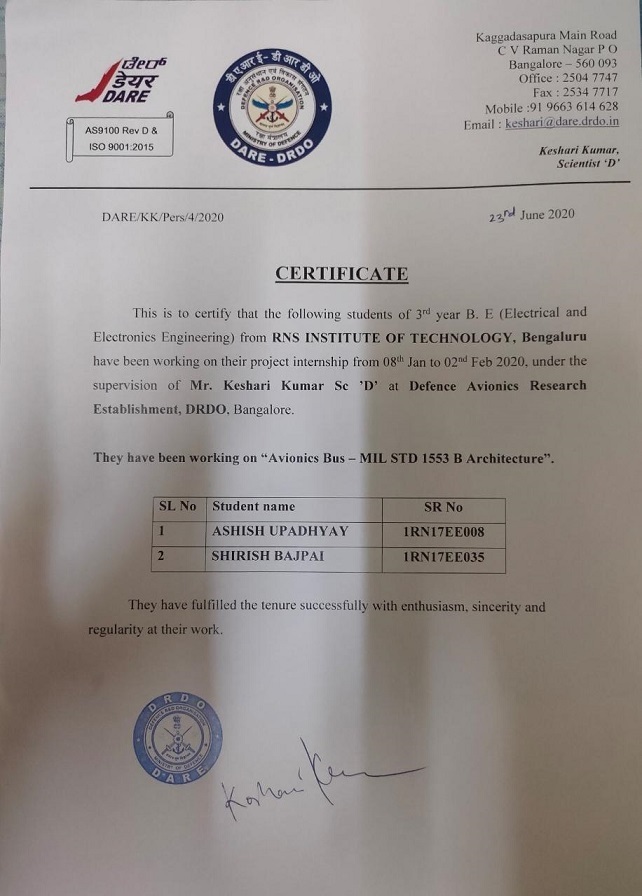 ಡೇರ್
डेयर
DARE
AS9100 Rev D &
ISO 9001:2015
डी ए आर ई - डी आर डी ओ
रक्षा अनुसंधान एवं विकास संगठन
DEFENCE R&D ORGANISATION
रक्षा मंत्रालय
MINISTRY OF DEFENCE
DARE - DRDO
Kaggadasapura Main Road
C V Raman Nagar P O
Bangalore – 560 093
Office : 2504 7747
Fax : 2534 7717
Mobile :91 9663 614 628
Email : keshari@dare.drdo.in
Keshari Kumar,
Scientist ‘D’
DARE/KK/Pers/4/2020
23nd June 2020
CERTIFICATE
This is to certify that the following students of 3rd year B. E (Electrical and
Electronics Engineering) from RNS INSTITUTE OF TECHNOLOGY, Bengaluru
have been working on their project internship from 08th Jan to 02nd Feb 2020, under the
supervision of Mr. Keshari Kumar Sc ’D’ at Defence Avionics Research
Establishment, DRDO, Bangalore.
They have been working on “Avionics Bus – MIL STD 1553 B Architecture”.
SL No Student name SR No
1 ASHISH UPADHYAY 1RN17EE008
2 SHIRISH BAJPAI 1RN17EE035
They have fulfilled the tenure successfully with enthusiasm, sincerity and
regularity at their work.
DRDO
DEFENCE R&D ORGANISATION
MINISTRY OF DEFENCE
DARE